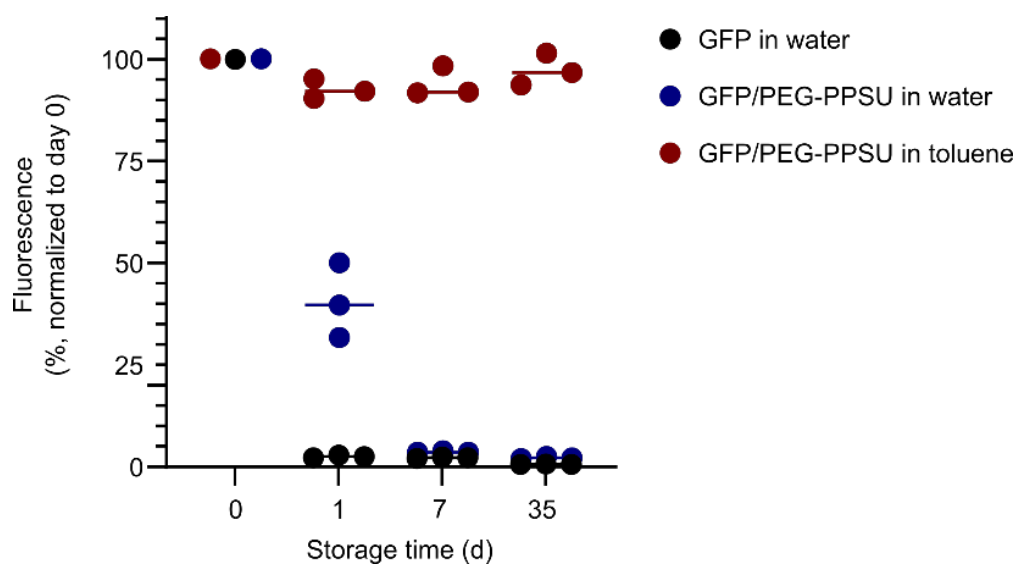 Fluorescence
(%, normalized to day 0)
100
75
50
25
0
0 1 7 35
Storage time (d)
GFP in water
GFP/PEG-PPSU in water
GFP/PEG-PPSU in toluene